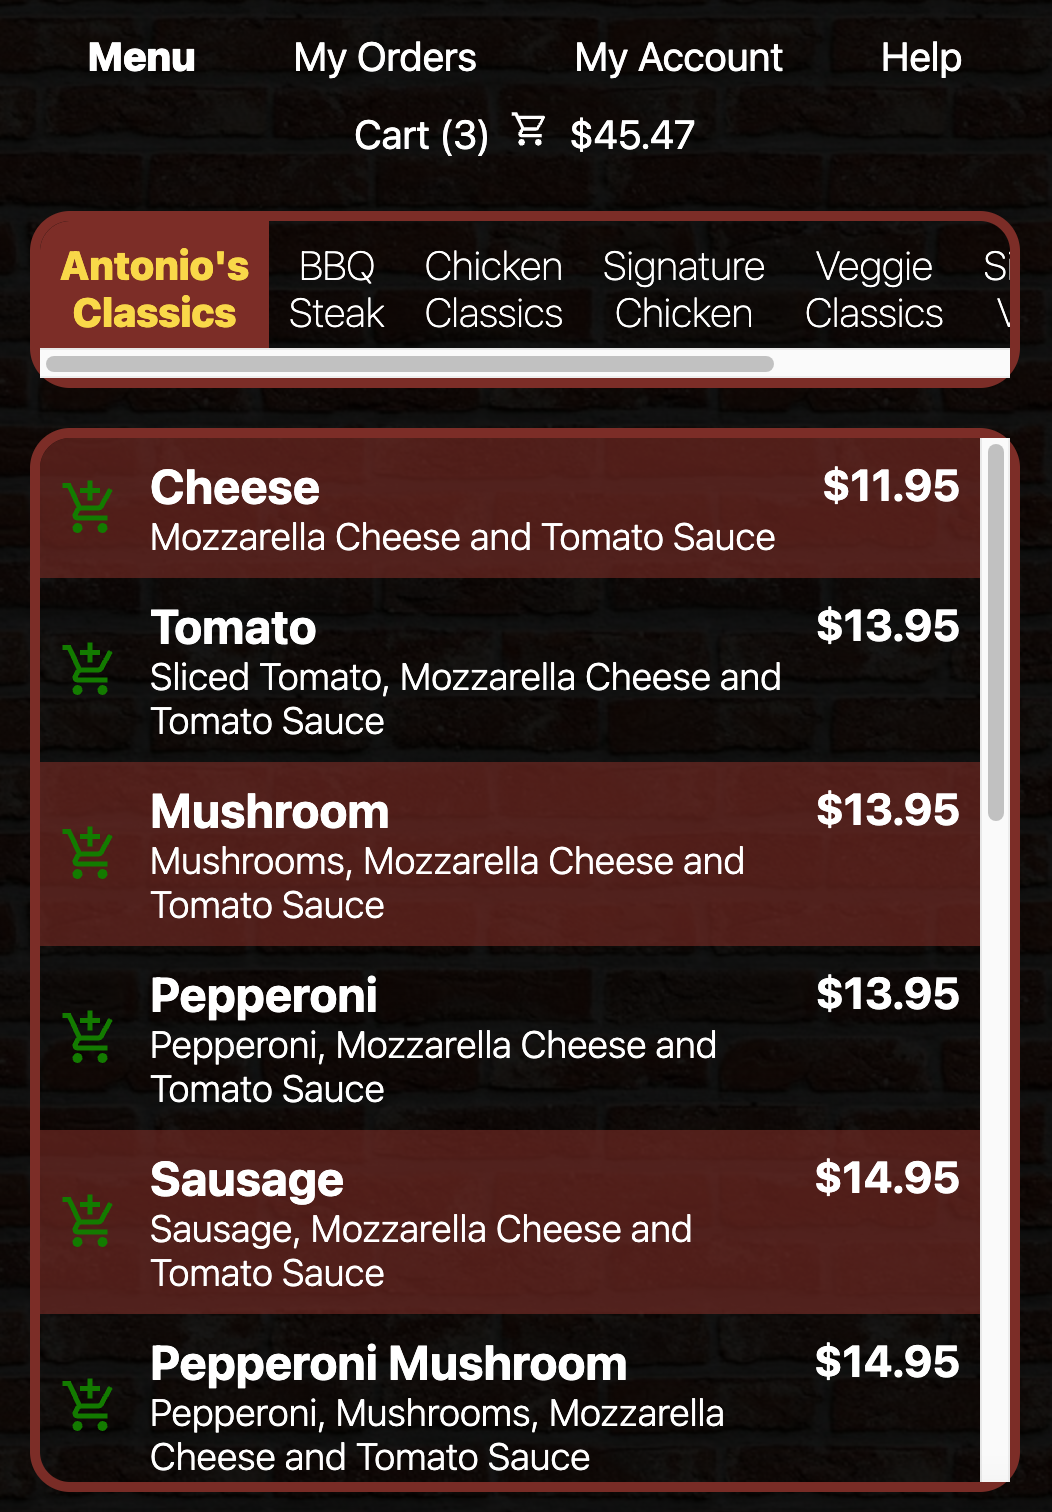 Menu My Orders My Account Help
Cart (3) $45.47
Antonio's BBQ Chicken Signature Veggie
Classics Steak Classics Chicken Classics
Cheese $11.95
Mozzarella Cheese and Tomato Sauce
Tomato $13.95
Sliced Tomato, Mozzarella Cheese and
Tomato Sauce
Mushroom $13.95
Mushrooms, Mozzarella Cheese and
Tomato Sauce
Pepperoni $13.95
Pepperoni, Mozzarella Cheese and
Tomato Sauce
Sausage $14.95
Sausage, Mozzarella Cheese and
Tomato Sauce
Pepperoni Mushroom $14.95
Pepperoni, Mushrooms, Mozzarella
Cheese and Tomato Sauce